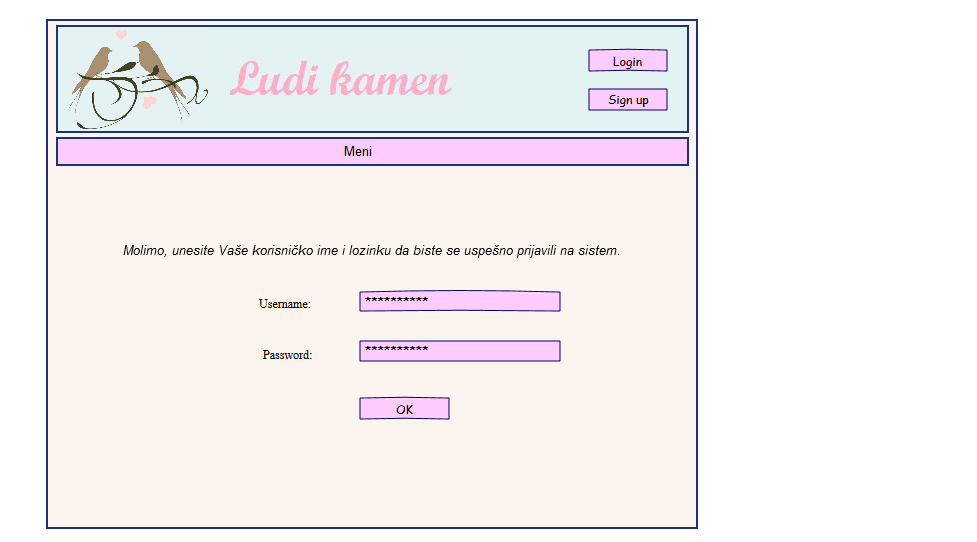 Ludi kamen
Login
Sign up
Meni
Molimo, unesite Vaše korisničko ime i lozinku da biste se uspešno prijavili na sistem.
Username: **********
Password: **********
OK